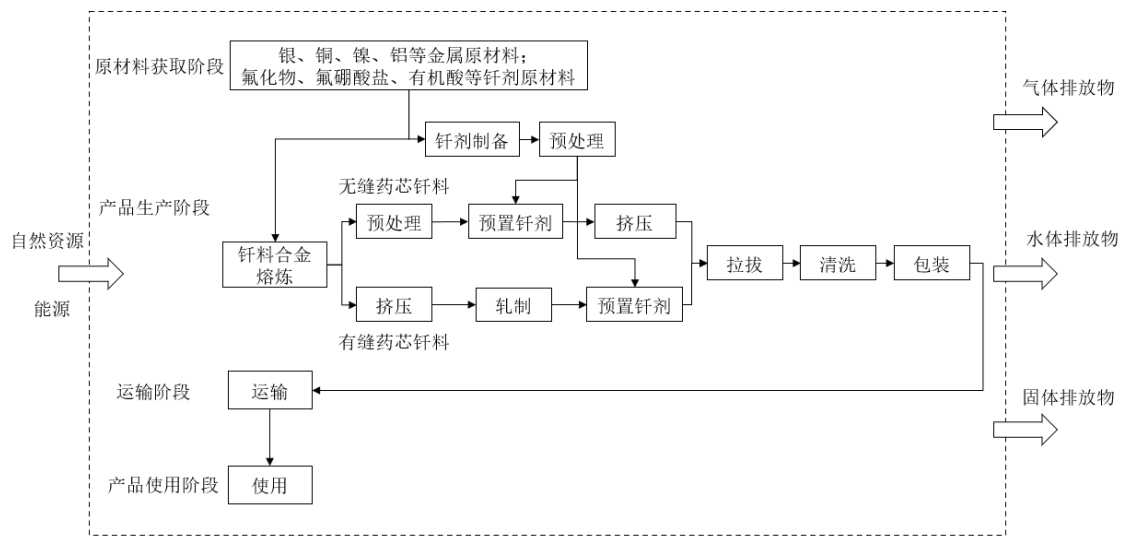 银、铜、镍、铝等金属原材料；
氟化物、氟硼酸盐、有机酸等钎剂原材料
原材料获取阶段
气体排放物
钎剂制备
预处理
无缝药芯钎料
产品生产阶段
预处理
预置钎剂
挤压
自然资源
能源
钎料合金
熔炼
拉拔
清洗
包装
水体排放物
挤压
轧制
预置钎剂
有缝药芯钎料
运输阶段
运输
固体排放物
产品使用阶段
使用